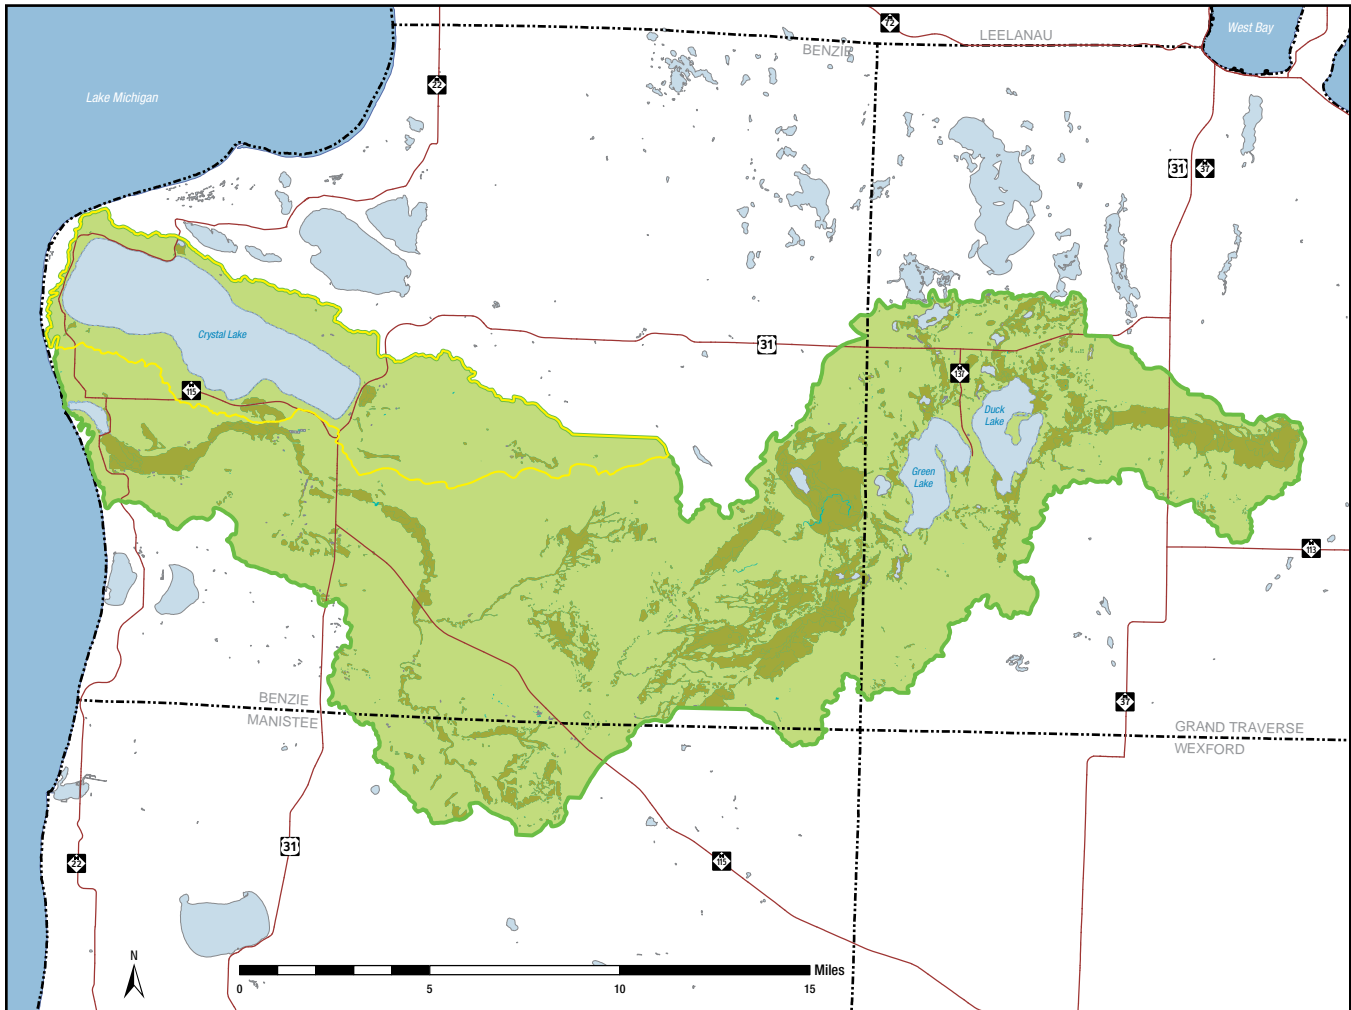 72
LEELANAU
West Bay
BENZIE
22
Lake Michigan
31
37
Crystal Lake
31
115
137
Duck
Lake
Green
Lake
113
BENZIE
MANISTEE
37
GRAND TRAVERSE
WEXFORD
31
22
115
N
Miles
0
5
10
15